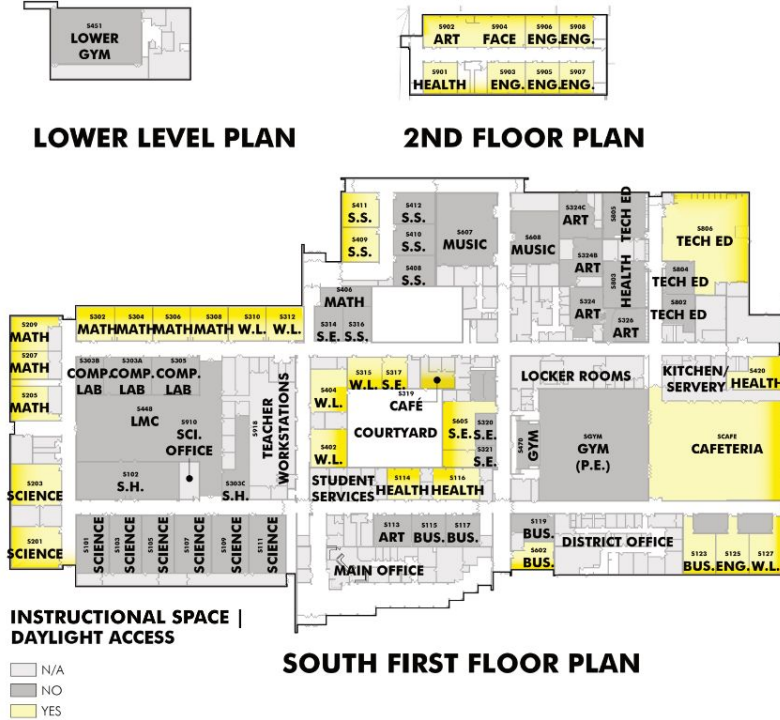 S451
LOWER
GYM
LOWER LEVEL PLAN
S902
ART
S904
FACE
S906
ENG.
S908
ENG.
S901
HEALTH
S903
ENG.
S905
ENG.
S907
ENG.
2ND FLOOR PLAN
S411
S.S.
S412
S.S.
S409
S.S.
S410
S.S.
S408
S.S.
S607
MUSIC
S608
MUSIC
S324C
ART
S324B
ART
S324
ART
S326
ART
S805
TECH ED
S803
HEALTH
S806
TECH ED
S804
TECH ED
S802
TECH ED
S406
MATH
S314
S.E.
S316
S.S.
S302
MATH
S304
MATH
S306
MATH
S308
MATH
S310
W.L.
S312
W.L.
S209
MATH
S207
MATH
S205
MATH
S203
SCIENCE
S201
SCIENCE
S303B
COMP.
LAB
S303A
COMP.
LAB
S305
COMP.
LAB
S448
LMC
S910
SCI.
OFFICE
S918
TEACHER
WORKSTATIONS
S102
S.H.
S303C
S.H.
S101
SCIENCE
S103
SCIENCE
S105
SCIENCE
S107
SCIENCE
S109
SCIENCE
S111
SCIENCE
S315
W.L.
S317
S.E.
S404
W.L.
S402
W.L.
S319
CAFÉ
COURTYARD
S605
S.E.
S320
S.E.
S321
S.E.
STUDENT
SERVICES
S114
HEALTH
S116
HEALTH
S113
ART
S115
BUS.
S117
BUS.
MAIN OFFICE
LOCKER ROOMS
S470
GYM
SGYM
GYM
(P.E.)
KITCHEN/
SERVERY
S420
HEALTH
SCAFE
CAFETERIA
S119
BUS.
S602
BUS.
DISTRICT OFFICE
S123
BUS.
S125
ENG.
S127
W.L.
INSTRUCTIONAL SPACE |
DAYLIGHT ACCESS
N/A
NO
YES
SOUTH FIRST FLOOR PLAN